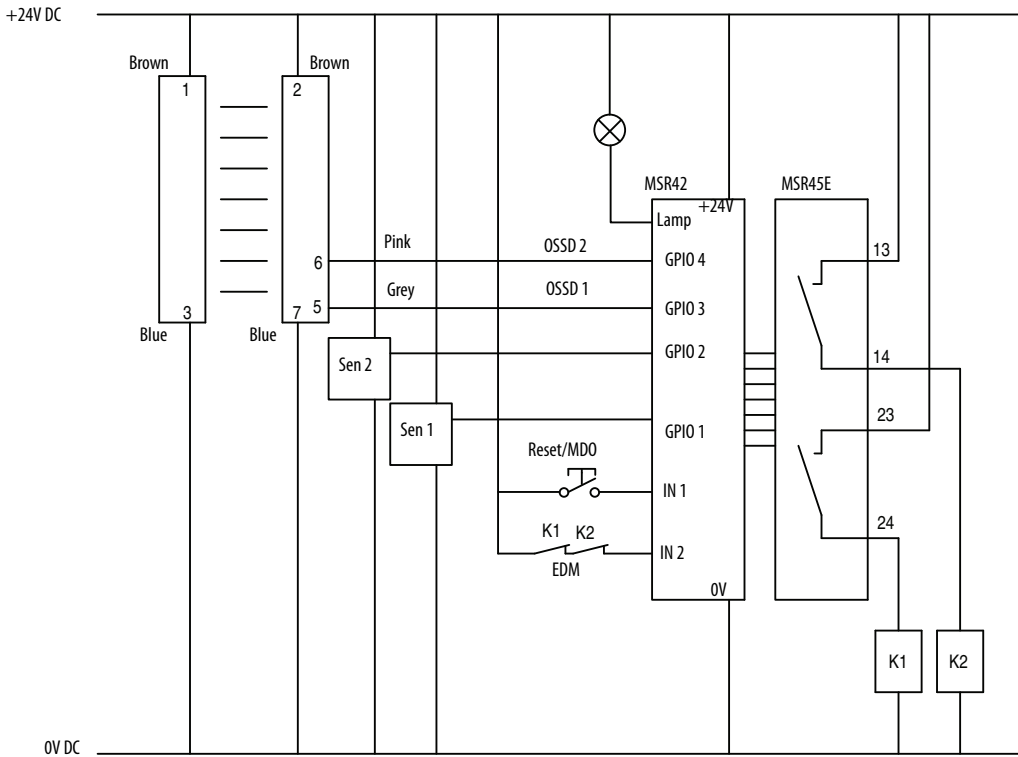 +24V DC
Brown
Brown
1
2
MSR42
MSR45E
+24V
Lamp
Pink
OSSD 2
13
6
GPIO 4
Grey
OSSD 1
3
7
5
GPIO 3
Blue
Blue
Sen 2
GPIO 2
14
Sen 1
GPIO 1
23
Reset/MDO
IN 1
24
K1
K2
IN 2
EDM
0V
K1
K2
0V DC